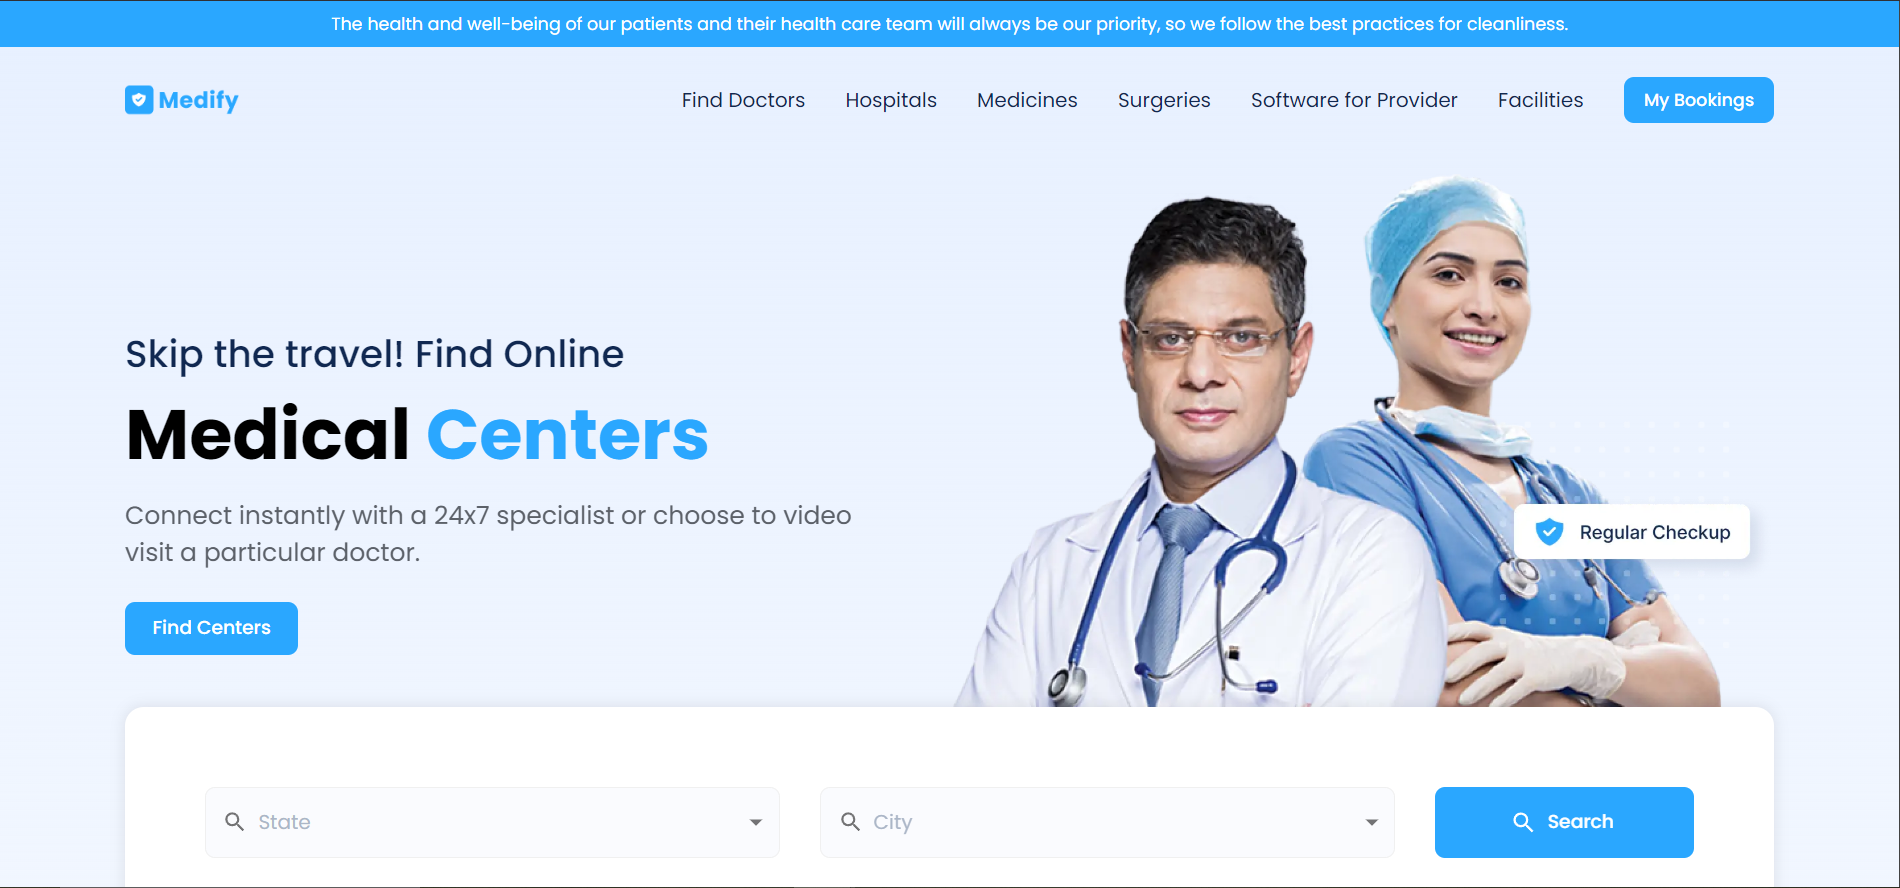 The health and well-being of our patients and their health care team will always be our priority, so we follow the best practices for cleanliness.
Medify
Find Doctors
Hospitals
Medicines
Surgeries
Software for Provider
Facilities
My Bookings
Skip the travel! Find Online
Medical Centers
Connect instantly with a 24x7 specialist or choose to video
visit a particular doctor.
Regular Checkup
Find Centers
State
City
Search